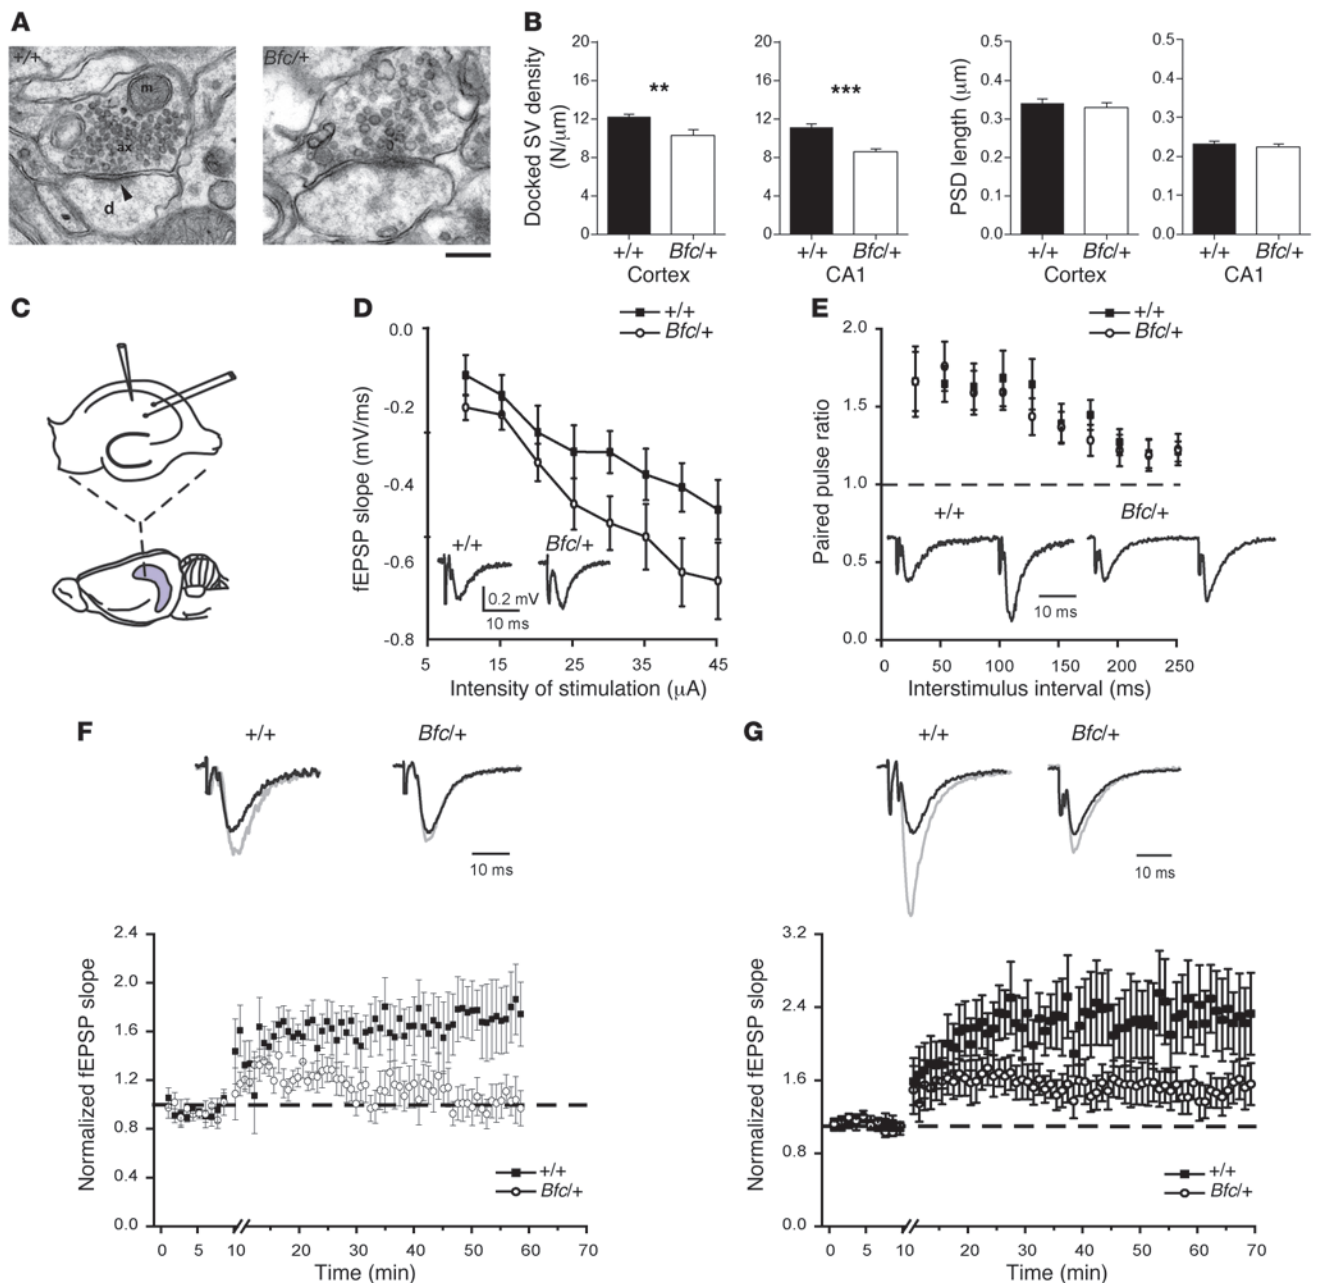 A
+/+
m
ax
d
Bfc/+
B
Docked SV density
(N/μm)
20
16
12
8
4
0
**
+/+ Bfc/+
Cortex
20
16
12
8
4
0
***
+/+ Bfc/+
CA1
PSD length (μm)
0.5
0.4
0.3
0.2
0.1
0.0
+/+ Bfc/+
Cortex
0.5
0.4
0.3
0.2
0.1
0.0
+/+ Bfc/+
CA1
C
D
+/+
Bfc/+
fEPSP slope (mV/ms)
0.0
-0.2
-0.4
-0.6
-0.8
+/+
Bfc/+
0.2 mV
10 ms
5 15 25 35 45
Intensity of stimulation (μA)
E
+/+
Bfc/+
Paired pulse ratio
2.0
1.5
1.0
0.5
0.0
+/+
Bfc/+
10 ms
0 50 100 150 200 250
Interstimulus interval (ms)
F
+/+
Bfc/+
10 ms
Normalized fEPSP slope
2.4
2.0
1.6
1.2
0.8
0.4
0.0
+/+
Bfc/+
0 5 10 20 30 40 50 60 70
Time (min)
G
+/+
Bfc/+
10 ms
Normalized fEPSP slope
3.2
2.4
1.6
0.8
0.0
+/+
Bfc/+
0 5 10 20 30 40 50 60 70
Time (min)